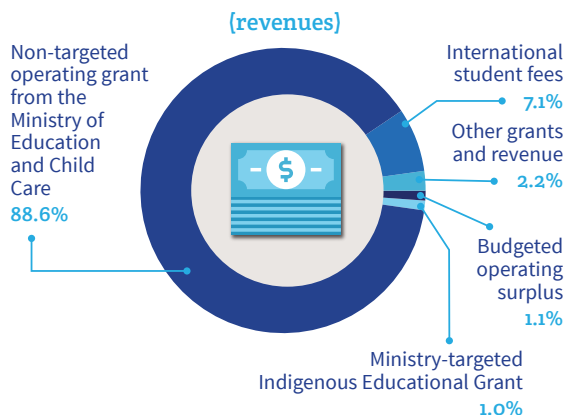 (revenues)
Non-targeted
operating grant
from the
Ministry of
Education
and Child
Care
88.6%
International
student fees
7.1%
Other grants
and revenue
2.2%
$
Budgeted
operating
surplus
1.1%
Ministry-targeted
Indigenous Educational Grant
1.0%